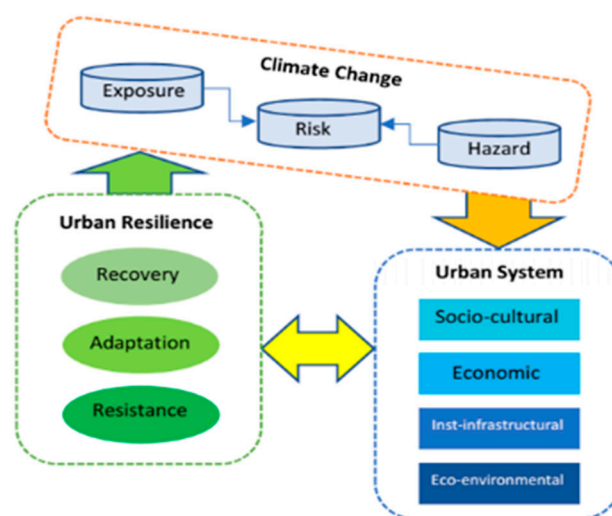 Climate Change
Exposure
Risk
Hazard
Urban Resilience
Recovery
Adaptation
Resistance
Urban System
Socio-cultural
Economic
Inst-infrastructural
Eco-environmental